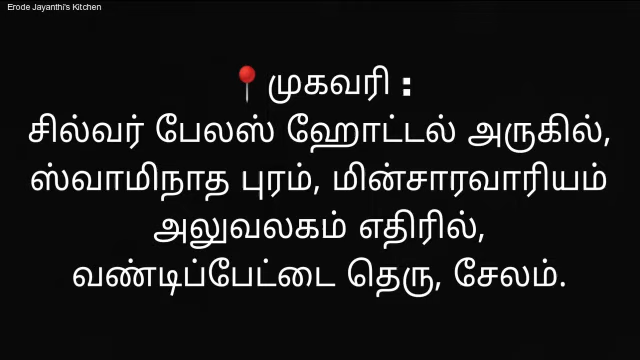 Erode Jayanthi's Kitchen
📍முகவரி :
சில்வர் பேலஸ் ஹோட்டல் அருகில்,
ஸ்வாமிநாத புரம், மின்சாரவாரியம்
அலுவலகம் எதிரில்,
வண்டிப்பேட்டை தெரு, சேலம்.